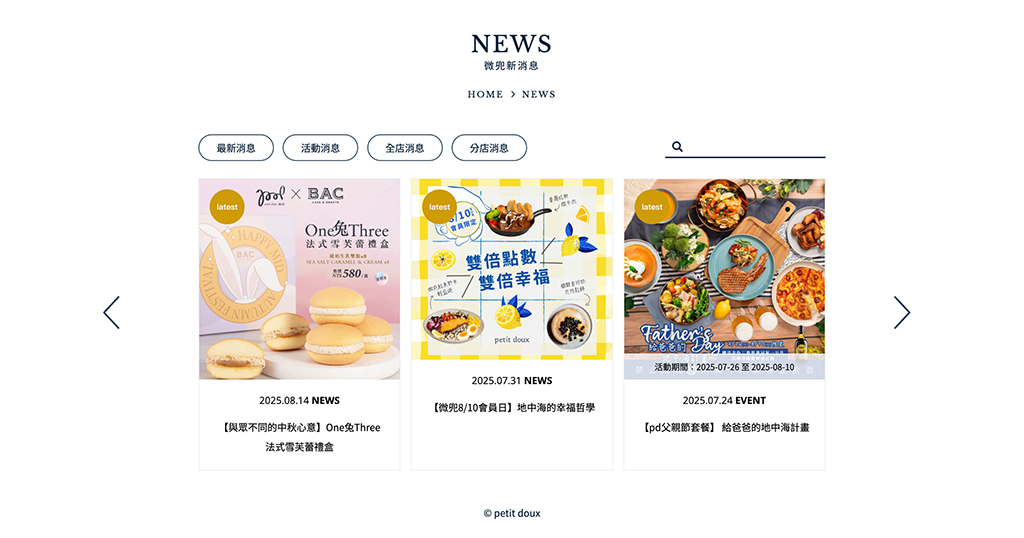 NEWS
微兜新消息
HOME > NEWS
最新消息
活動消息
全店消息
分店消息
latest
pol × BAC
One兔Three
法式雪芙蕾禮盒
SEA SALT CARAMEL & CREAM
580
HAPPY MID
BAC
AUTUMN FESTIVAL
2025.08.14 NEWS
【與眾不同的中秋心意】One兔Three
法式雪芙蕾禮盒
latest
8/10
會員限定
雙倍點數
雙倍幸福
petit doux
2025.07.31 NEWS
【微兜8/10會員日】地中海的幸福哲學
latest
Father's
給爸爸的 Day
活動期間：2025-07-26 至 2025-08-10
2025.07.24 EVENT
【pd父親節套餐】 給爸爸的地中海計畫
© petit doux